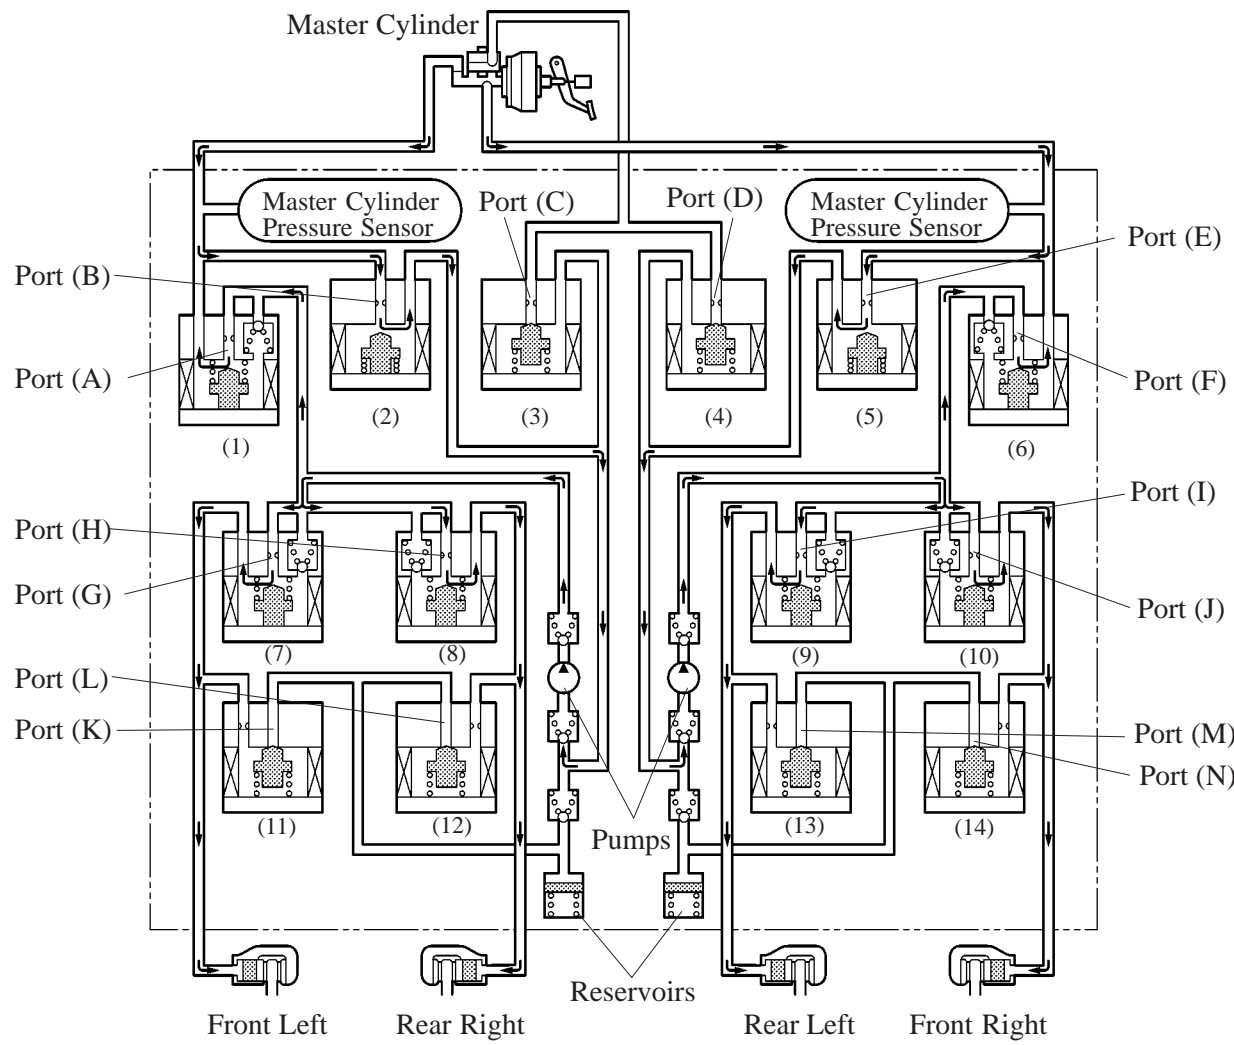 Master Cylinder
Master Cylinder
Pressure Sensor
Port (C)
Port (D)
Master Cylinder
Pressure Sensor
Port (E)
Port (B)
Port (A)
Port (F)
(1)
(2)
(3)
(4)
(5)
(6)
Port (I)
Port (H)
Port (G)
Port (J)
(7)
(8)
(9)
(10)
Port (L)
Port (K)
Port (M)
Port (N)
(11)
(12)
Pumps
(13)
(14)
Reservoirs
Front Left
Rear Right
Rear Left
Front Right